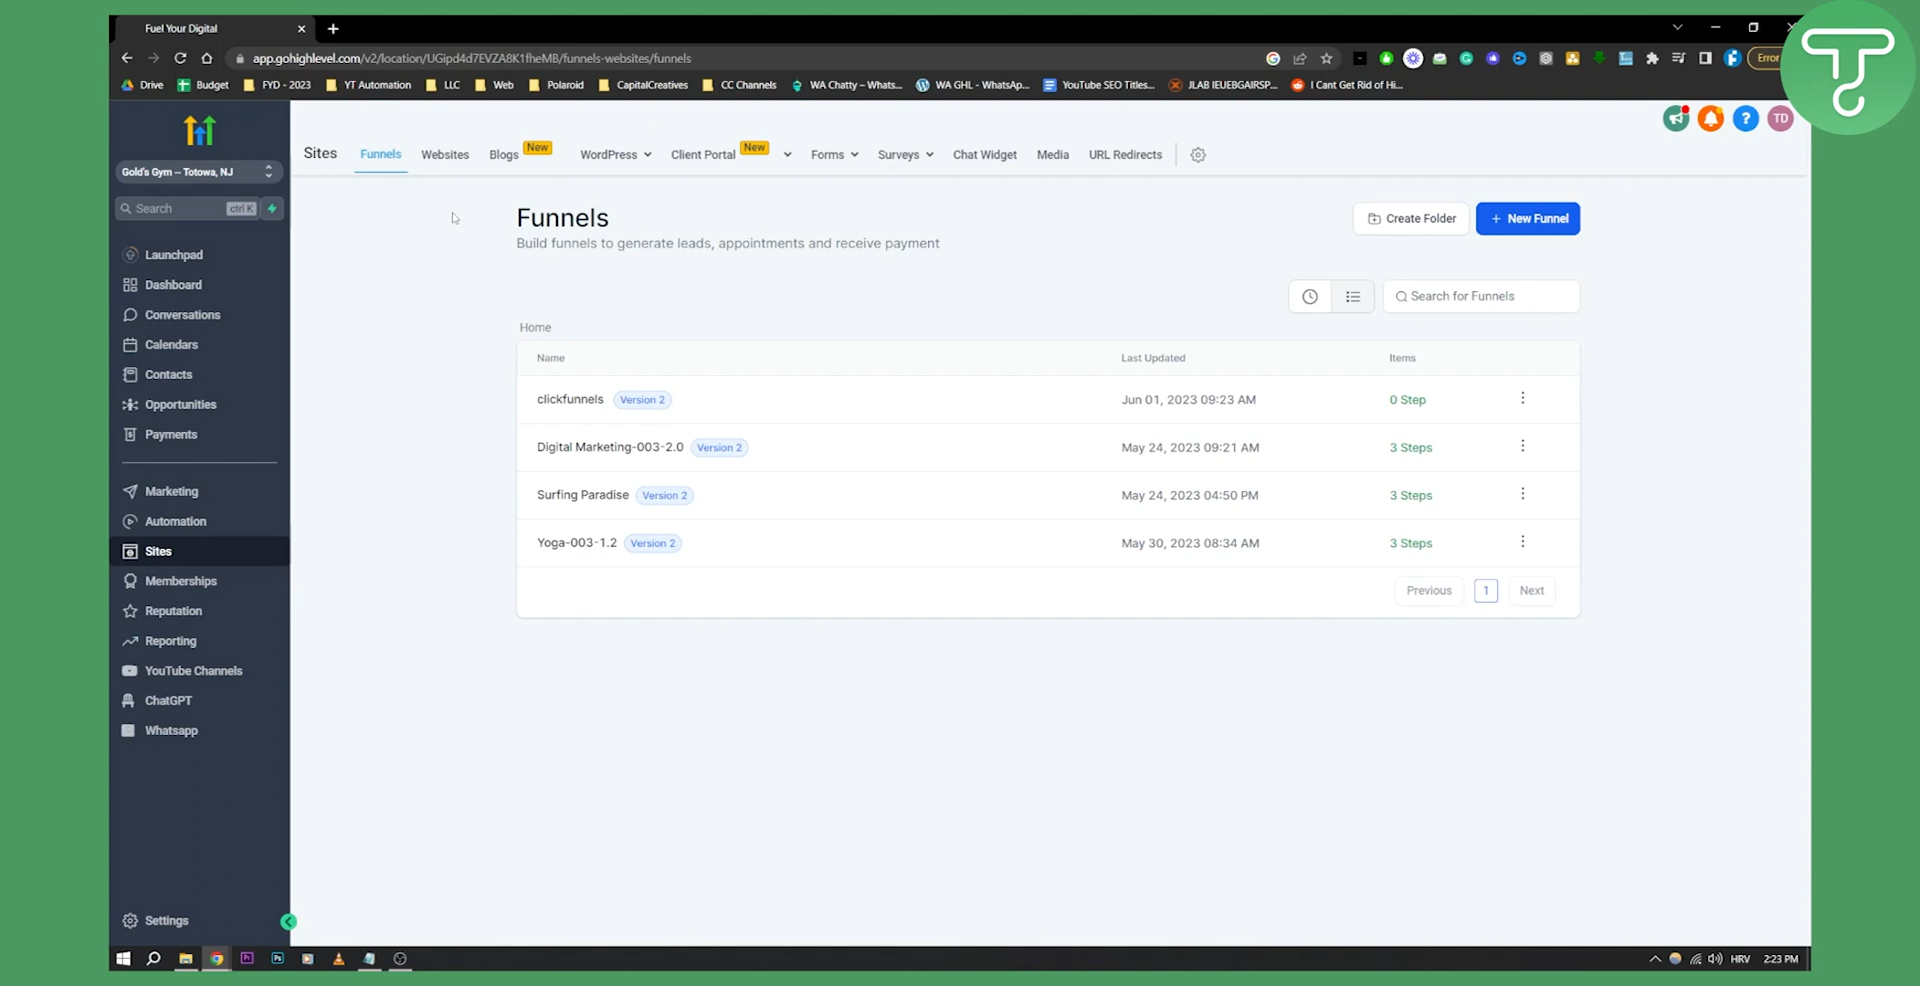 Fuel Your Digital
app.gohighlevel.com/v2/location/UGipd4d7EVZA8K1fheMB/funnels-websites/funnels
Error
Drive Budget FYD - 2023 YT Automation LLC Web Polaroid CapitalCreatives CC Channels WA Chatty – Whats... WA GHL - WhatsAp... YouTube SEO Titles... JLAB IEUEBGAIRSP... I Cant Get Rid of Hi...
TD
Gold's Gym -- Totowa, NJ
Search ctrl K
Launchpad
Dashboard
Conversations
Calendars
Contacts
Opportunities
Payments
Marketing
Automation
Sites
Memberships
Reputation
Reporting
YouTube Channels
ChatGPT
Whatsapp
Settings
Sites Funnels Websites Blogs New WordPress Client Portal New Forms Surveys Chat Widget Media URL Redirects
Funnels
Build funnels to generate leads, appointments and receive payment
Create Folder
+ New Funnel
Search for Funnels
Home
Name Last Updated Items
clickfunnels Version 2 Jun 01, 2023 09:23 AM 0 Step
Digital Marketing-003-2.0 Version 2 May 24, 2023 09:21 AM 3 Steps
Surfing Paradise Version 2 May 24, 2023 04:50 PM 3 Steps
Yoga-003-1.2 Version 2 May 30, 2023 08:34 AM 3 Steps
Previous 1 Next
Pr Ps
HRV 2:23 PM